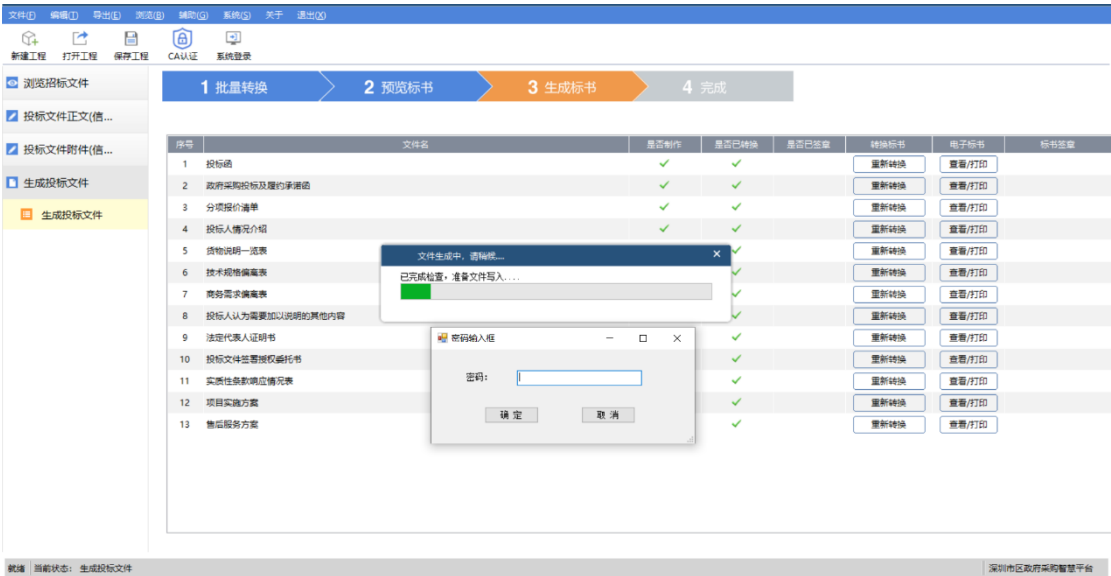 文件(F) 编辑(T) 导出(E) 浏览(B) 辅助(G) 系统(S) 关于 退出(X)
新建工程 打开工程 保存工程 CA认证 系统登录
浏览招标文件
投标文件正文(信...
投标文件附件(信...
生成投标文件
生成投标文件
1 批量转换 2 预览标书 3 生成标书 4 完成
序号 文件名 是否制作 是否已转换 是否已签章 转换标书 电子标书 标书签章
1 投标函 重新转换 查看/打印
2 政府采购投标及履约承诺函 重新转换 查看/打印
3 分项报价清单 重新转换 查看/打印
4 投标人情况介绍 重新转换 查看/打印
5 货物说明一览表 重新转换 查看/打印
6 技术规格偏离表 重新转换 查看/打印
7 商务需求偏离表 重新转换 查看/打印
8 投标人认为需要加以说明的其他内容 重新转换 查看/打印
9 法定代表人证明书 重新转换 查看/打印
10 投标文件签署授权委托书 重新转换 查看/打印
11 实质性条款响应情况表 重新转换 查看/打印
12 项目实施方案 重新转换 查看/打印
13 售后服务方案 重新转换 查看/打印
文件生成中, 请稍候....
已完成检查, 准备文件写入....
密码输入框
密码:
确定 取消
就绪 当前状态: 生成投标文件 深圳市区政府采购智慧平台